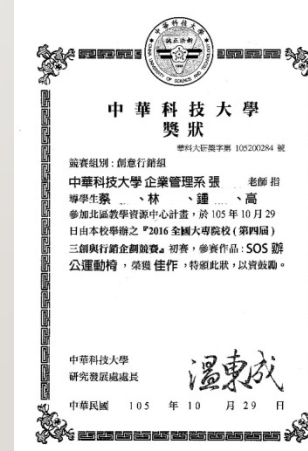 中華科技大學
獎狀
華科大研獎字第 105200284 號
競賽組別：創意行銷組
中華科技大學 企業管理系 張 老師 指
導學生蔡 、林 、鍾 、高
參加北區教學資源中心計畫，於 105 年 10 月 29
日由本校舉辦之『2016 全國大專院校 (第四屆)
三創與行銷企劃競賽』初賽，參賽作品：SOS 辦
公運動椅，榮獲 佳作，特頒此狀，以資鼓勵。
中華科技大學
研究發展處處長
溫東成
中華民國 105 年 10 月 29 日